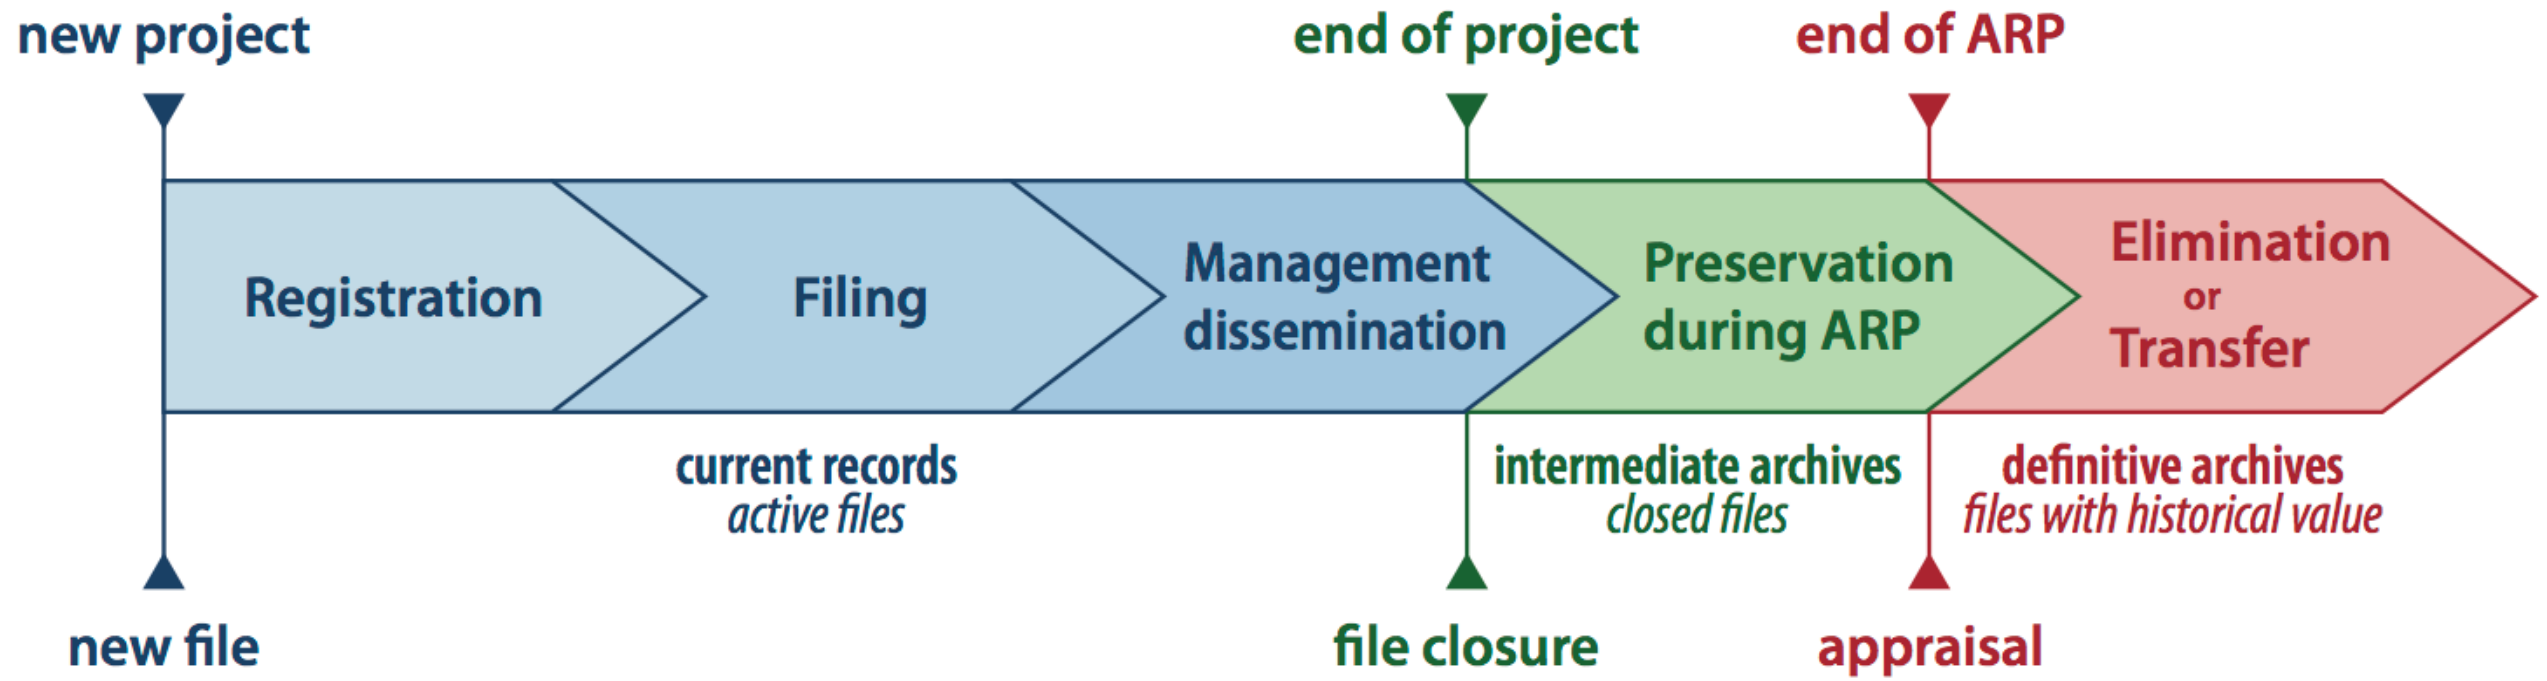 new project
end of project
end of ARP
Registration
Filing
Management
dissemination
Preservation
during ARP
Elimination
or
Transfer
current records
active files
intermediate archives
closed files
definitive archives
files with historical value
new file
file closure
appraisal